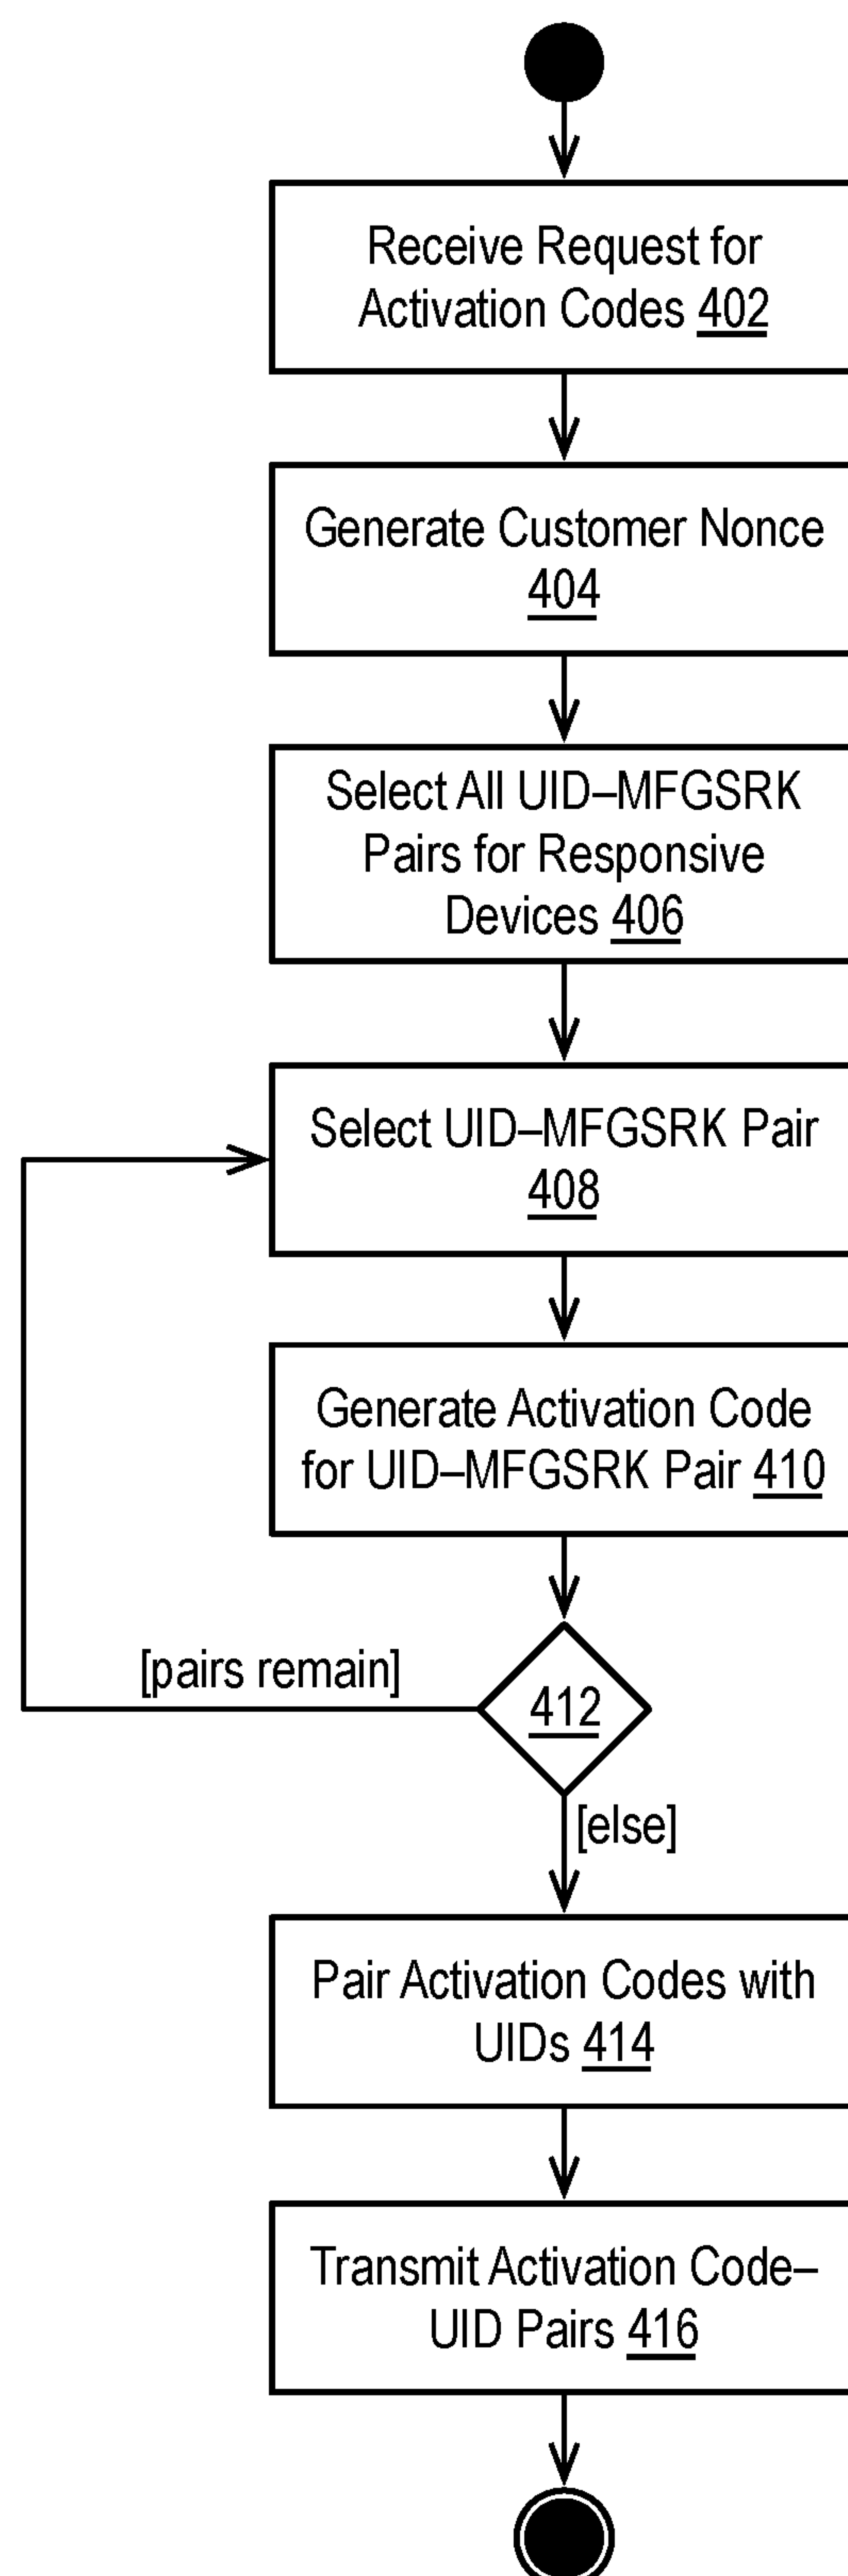 Receive Request for
Activation Codes 402
Generate Customer Nonce
404
Select All UID–MFGSRK
Pairs for Responsive
Devices 406
Select UID–MFGSRK Pair
408
Generate Activation Code
for UID–MFGSRK Pair 410
[pairs remain]
412
[else]
Pair Activation Codes with
UIDs 414
Transmit Activation Code–
UID Pairs 416